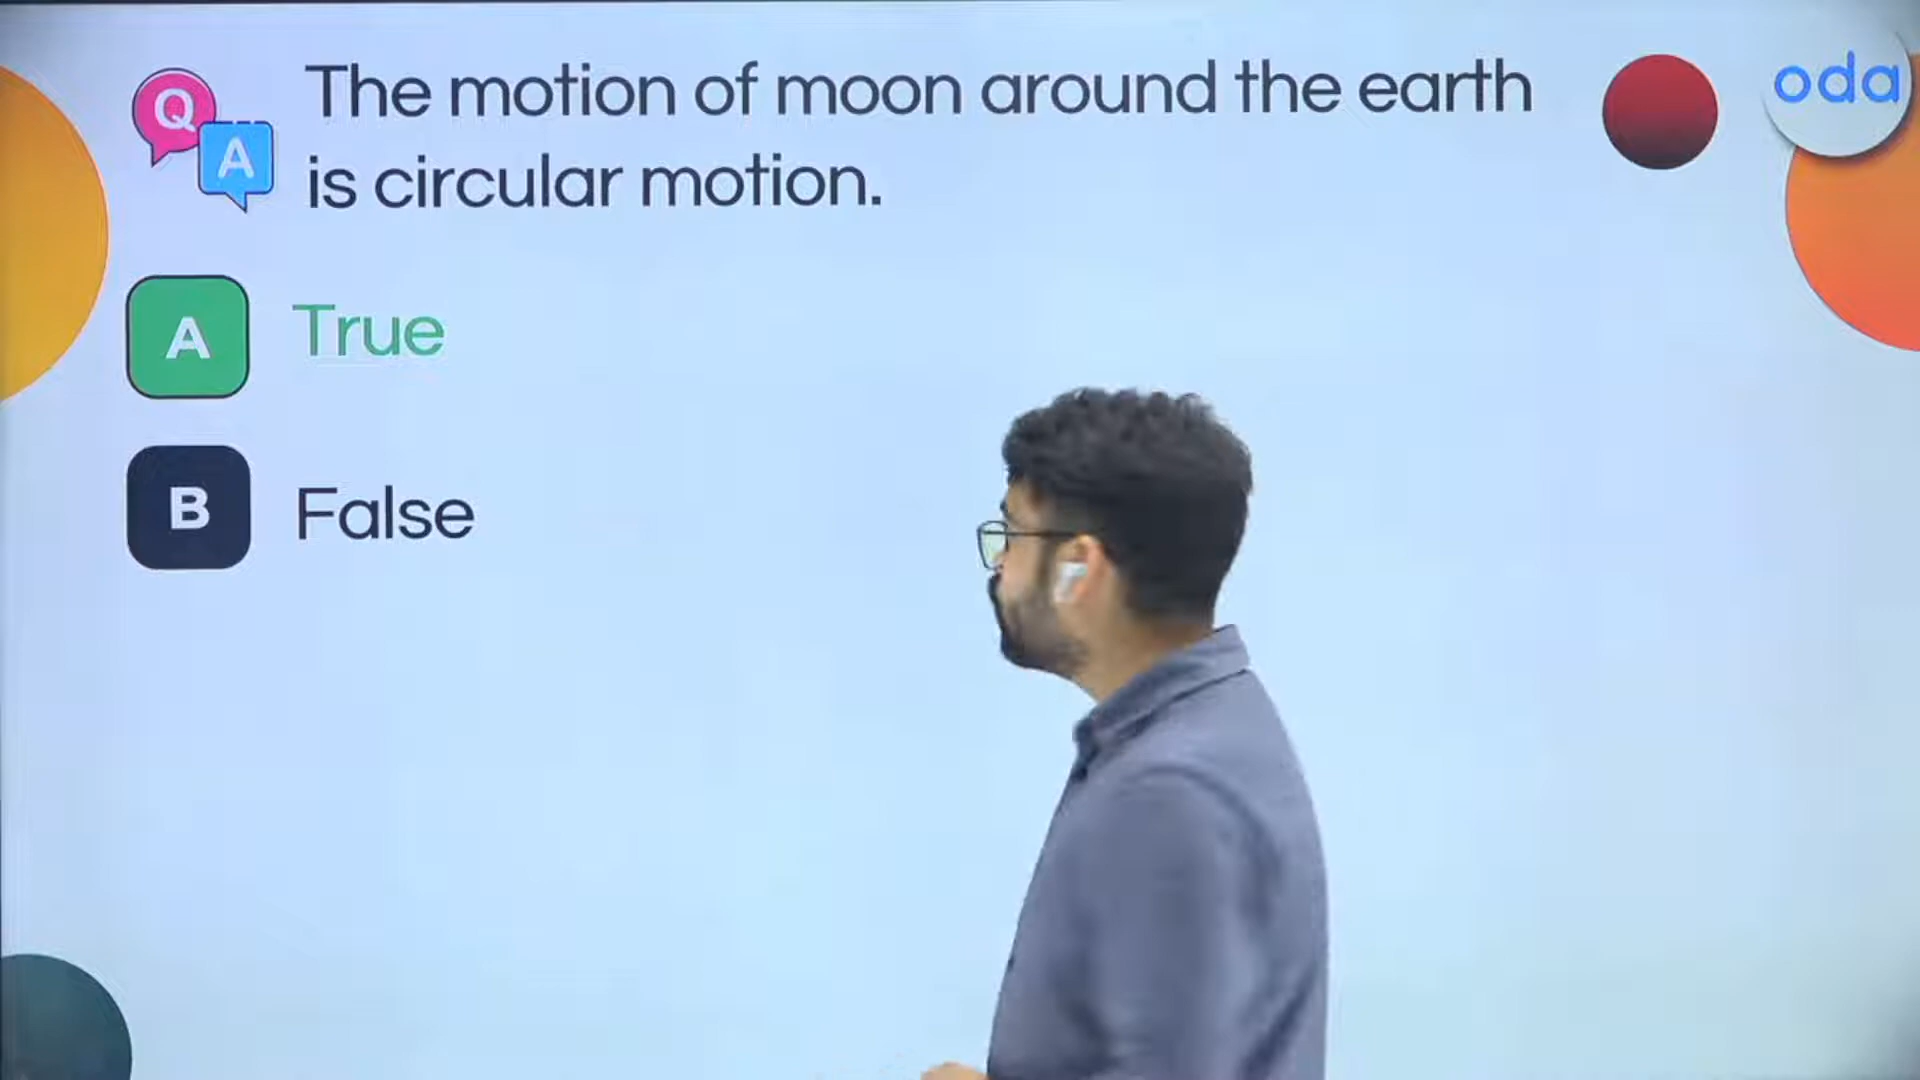 Q
A
The motion of moon around the earth
is circular motion.
oda
A
True
B
False